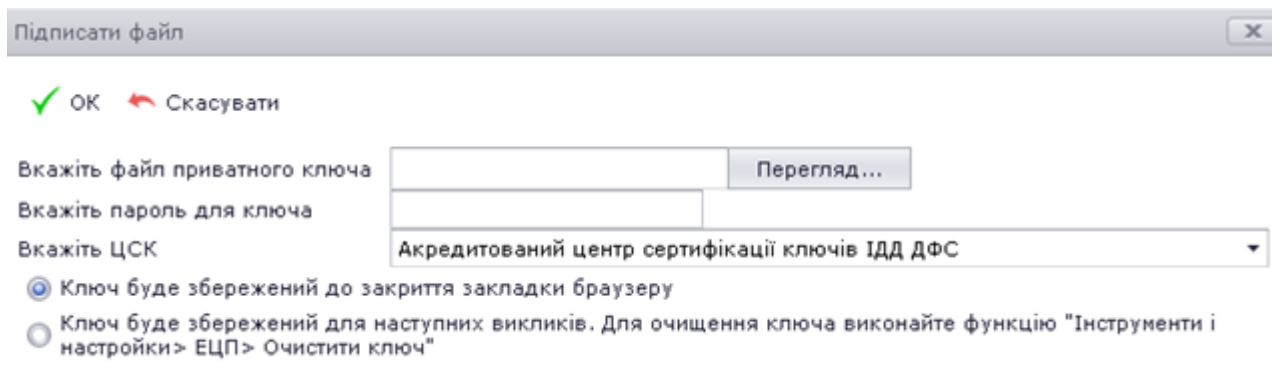 Підписати файл
ОК Скасувати
Вкажіть файл приватного ключа Перегляд...
Вкажіть пароль для ключа
Вкажіть ЦСК Акредитований центр сертифікації ключів ІДД ДФС
Ключ буде збережений до закриття закладки браузеру
Ключ буде збережений для наступних викликів. Для очищення ключа виконайте функцію "Інструменти і
настройки> ЕЦП> Очистити ключ"